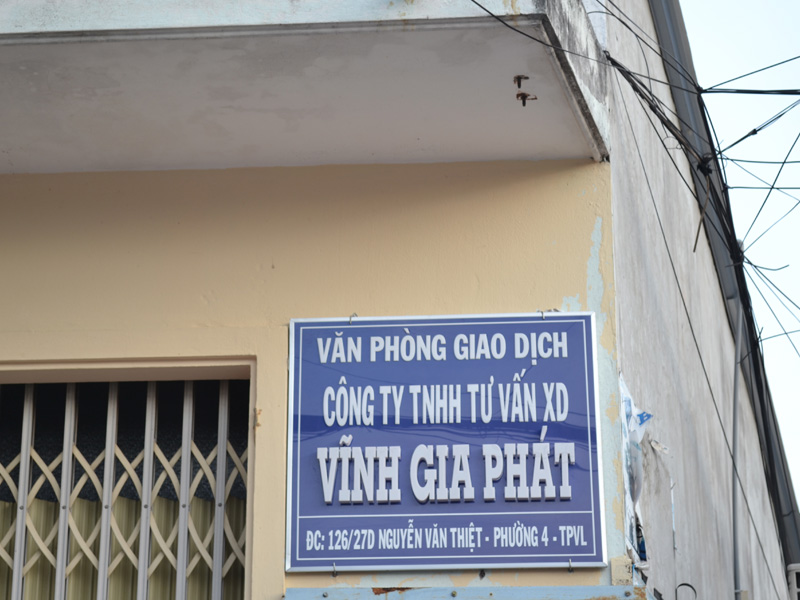 VĂN PHÒNG GIAO DỊCH
CÔNG TY TNHH TƯ VẤN XD
VĨNH GIA PHÁT
ĐC: 126/27D NGUYỄN VĂN THIỆT - PHƯỜNG 4 - TPVL